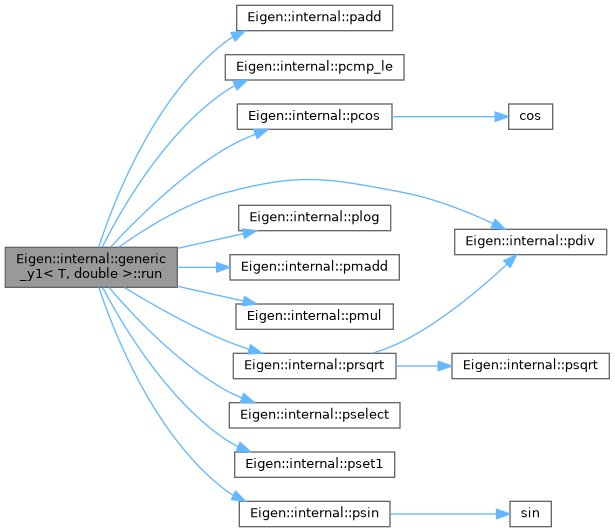 Eigen::internal::padd
Eigen::internal::pcmp_le
Eigen::internal::pcos
cos
Eigen::internal::plog
Eigen::internal::pdiv
Eigen::internal::generic
_y1< T, double >::run
Eigen::internal::pmadd
Eigen::internal::pmul
Eigen::internal::prsqrt
Eigen::internal::psqrt
Eigen::internal::pselect
Eigen::internal::pset1
Eigen::internal::psin
sin